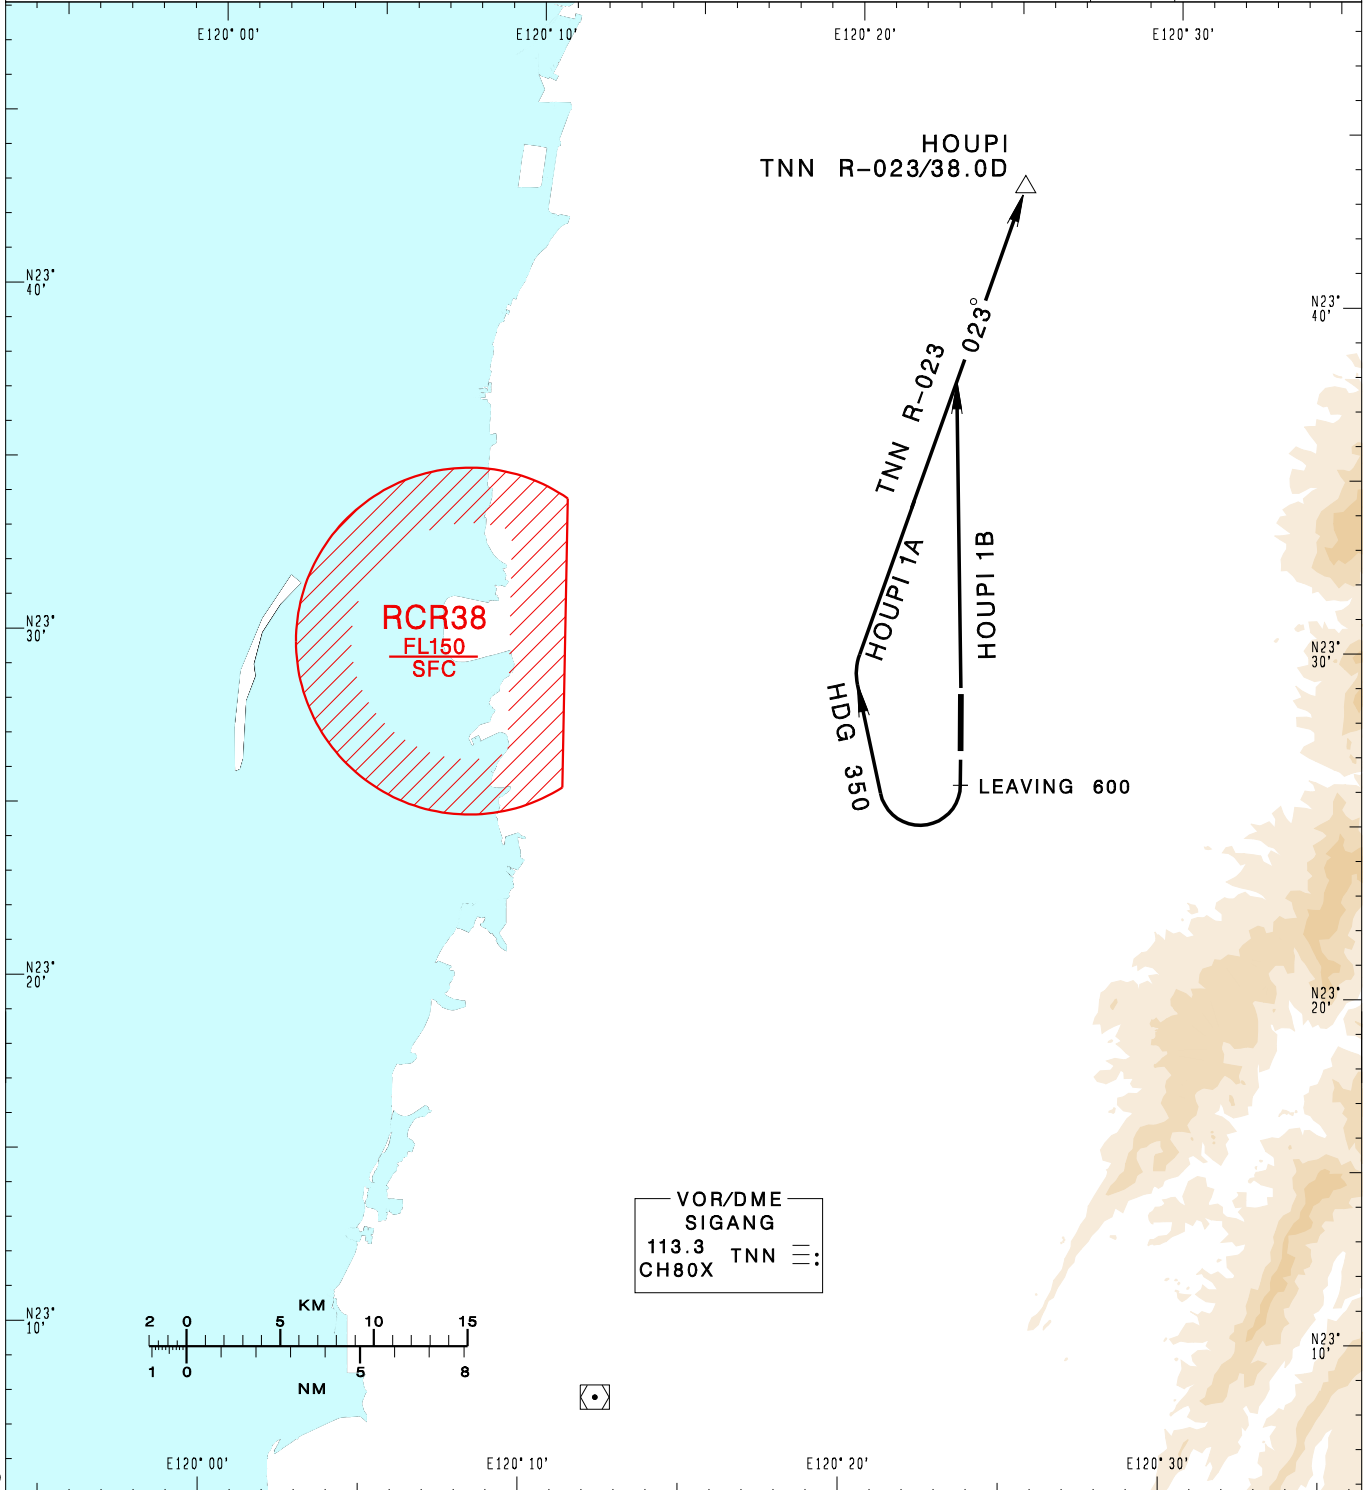 E120° 00'
E120° 10'
E120° 20'
E120° 30'
HOUPI
TNN R-023/38.0D
N23°
40'
N23°
40'
023°
TNN R-023
HOUPI 1A
HOUPI 1B
RCR38
FL150
SFC
N23°
30'
N23°
30'
HDG 350
LEAVING 600
N23°
20'
N23°
20'
VOR/DME
SIGANG
113.3 TNN
CH80X
N23°
10'
N23°
10'
KM
2 0 5 10 15
1 0 5 8
NM
E120° 00'
E120° 10'
E120° 20'
E120° 30'